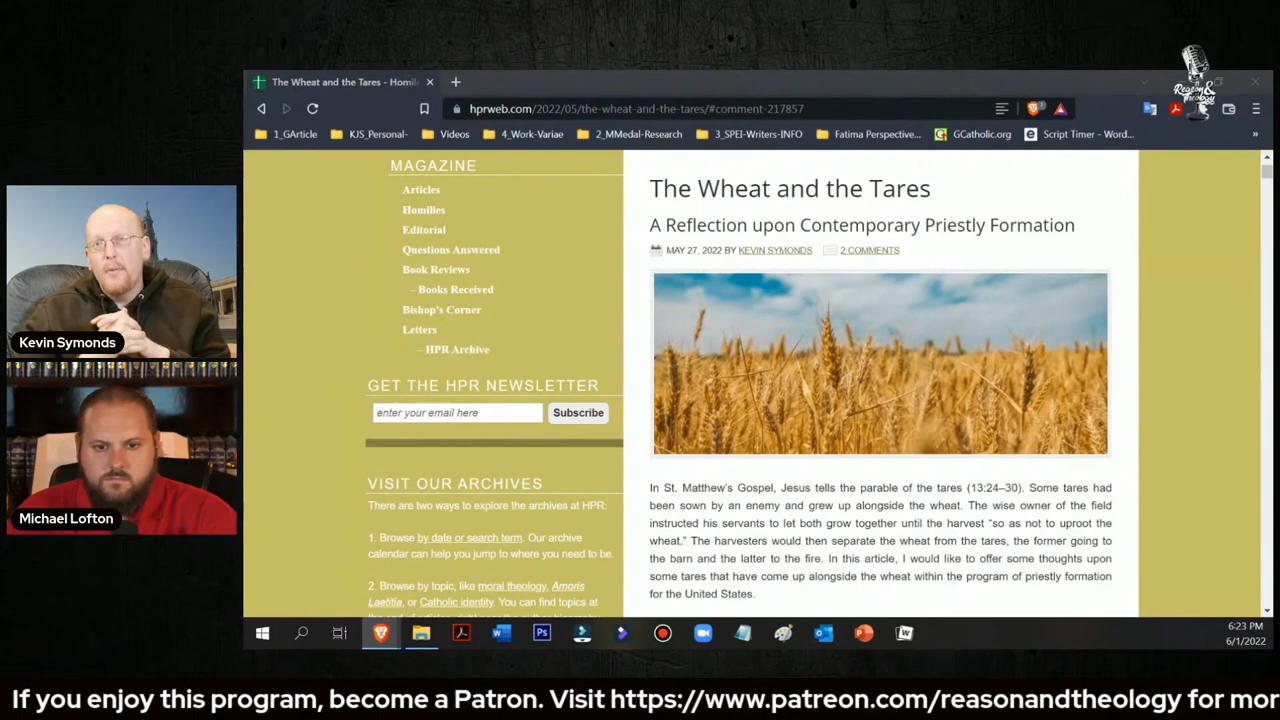 Reason &
Theology
The Wheat and the Tares - Homil
hprweb.com/2022/05/the-wheat-and-the-tares/#comment-217857
1_GArticle
KJS_Personal-
Videos
4_Work-Variae
2_MMedal-Research
3_SPEI-Writers-INFO
Fatima Perspective...
GCatholic.org
Script Timer - Word...
»
MAGAZINE
Articles
Homilies
Editorial
Questions Answered
Book Reviews
– Books Received
Bishop's Corner
Letters
– HPR Archive
GET THE HPR NEWSLETTER
enter your email here
Subscribe
VISIT OUR ARCHIVES
There are two ways to explore the archives at HPR:
1. Browse by date or search term. Our archive
calendar can help you jump to where you need to be.
2. Browse by topic, like moral theology, Amoris
Laetitia, or Catholic identity. You can find topics at
The Wheat and the Tares
A Reflection upon Contemporary Priestly Formation
MAY 27, 2022 BY KEVIN SYMONDS 2 COMMENTS
In St. Matthew's Gospel, Jesus tells the parable of the tares (13:24–30). Some tares had
been sown by an enemy and grew up alongside the wheat. The wise owner of the field
instructed his servants to let both grow together until the harvest “so as not to uproot the
wheat.” The harvesters would then separate the wheat from the tares, the former going to
the barn and the latter to the fire. In this article, I would like to offer some thoughts upon
some tares that have come up alongside the wheat within the program of priestly formation
for the United States.
Kevin Symonds
Michael Lofton
6:23 PM
6/1/2022
If you enjoy this program, become a Patron. Visit https://www.patreon.com/reasonandtheology for mor